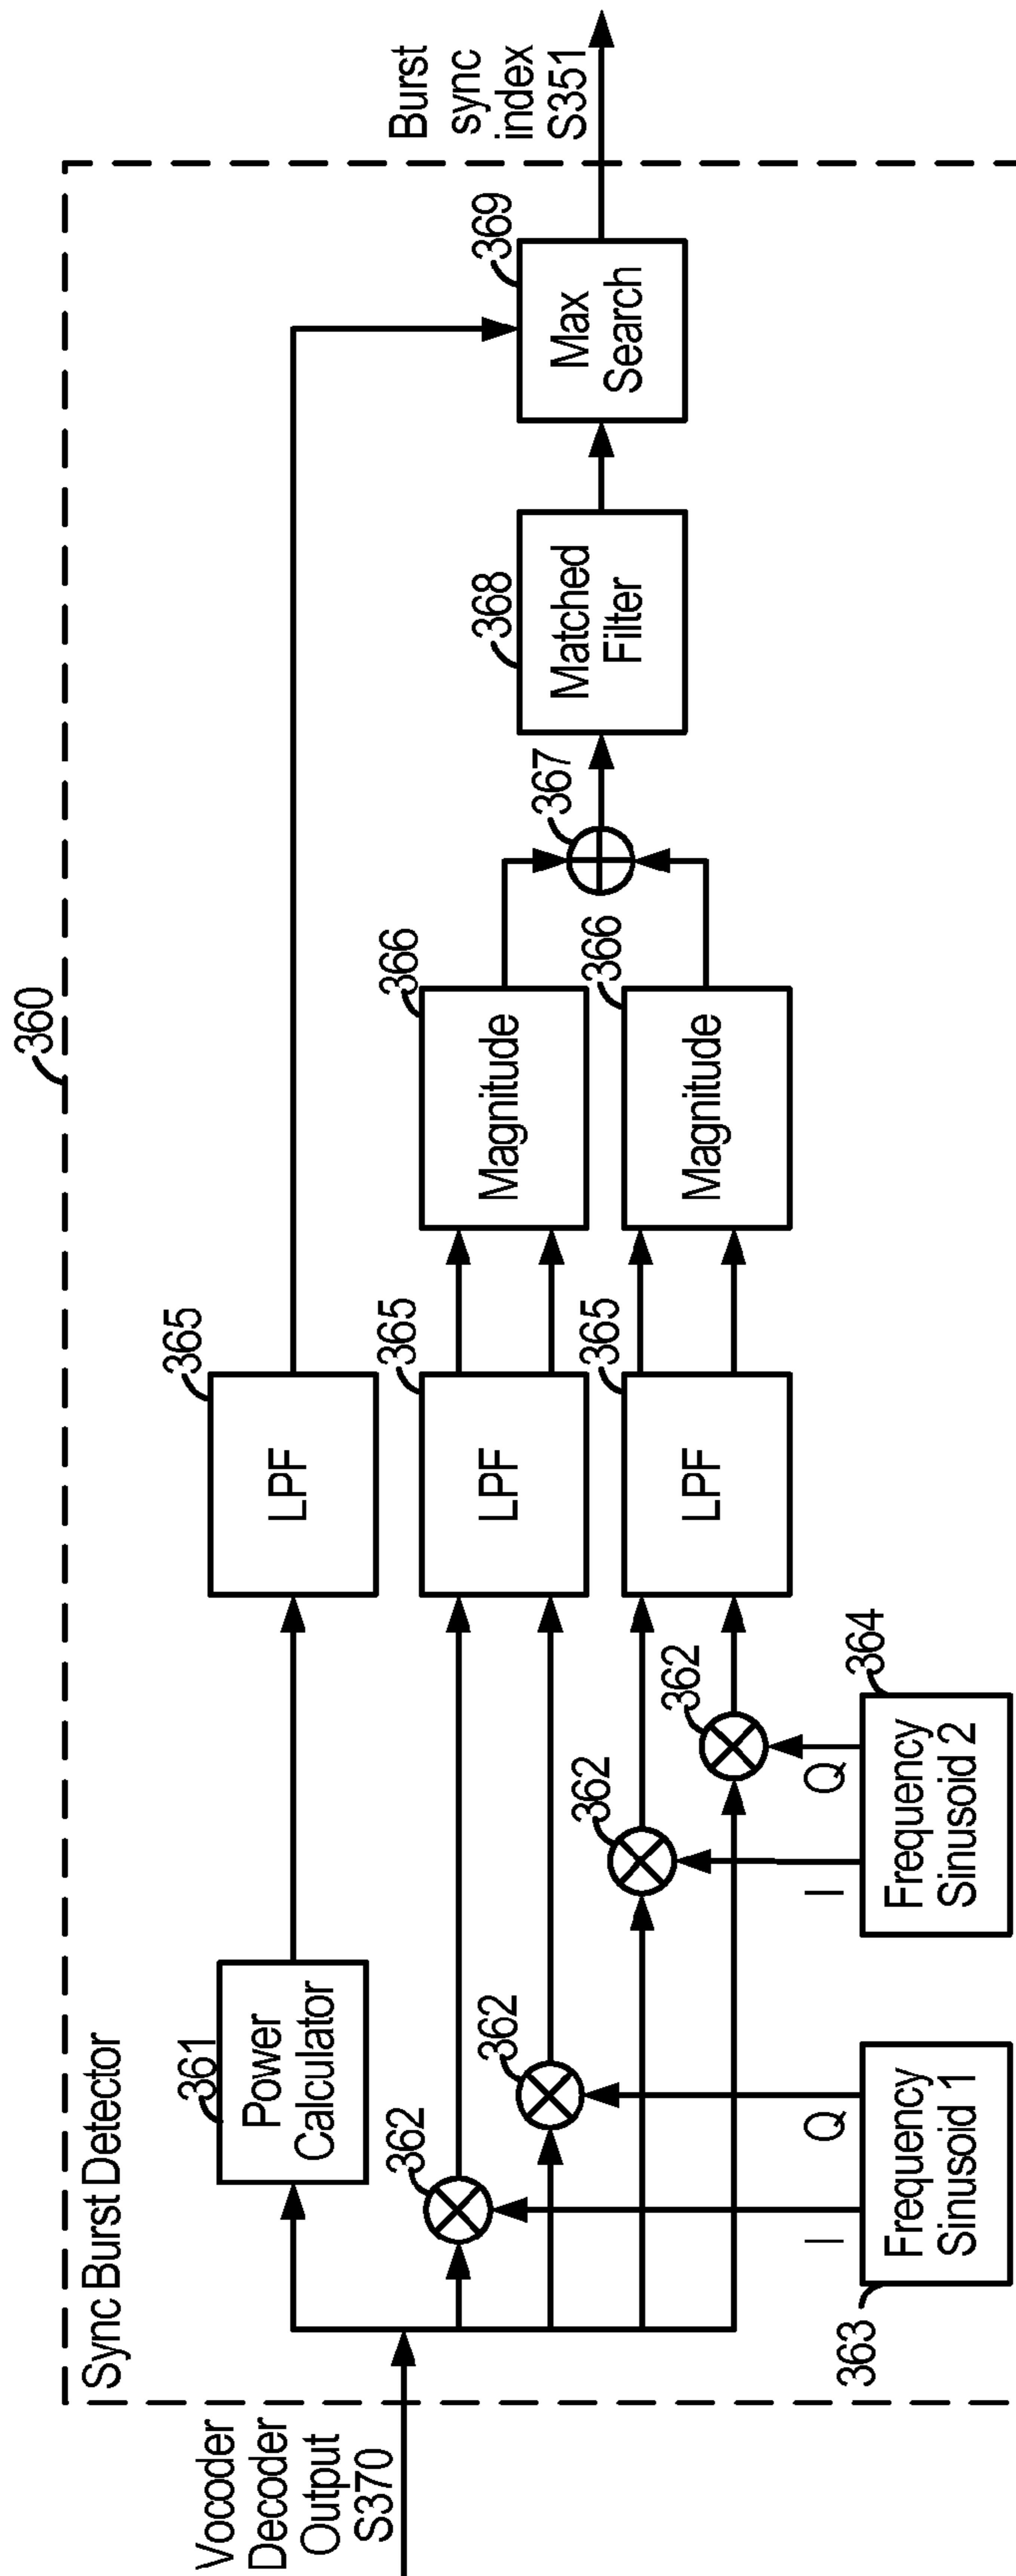 360
Sync Burst Detector
Vocoder
Decoder
Output
S370
361
Power
Calculator
365
LPF
362
362
365
LPF
366
Magnitude
362
362
365
LPF
366
Magnitude
367
368
Matched
Filter
369
Max
Search
Burst
sync
index
S351
I
Q
363
Frequency
Sinusoid 1
I
Q
364
Frequency
Sinusoid 2